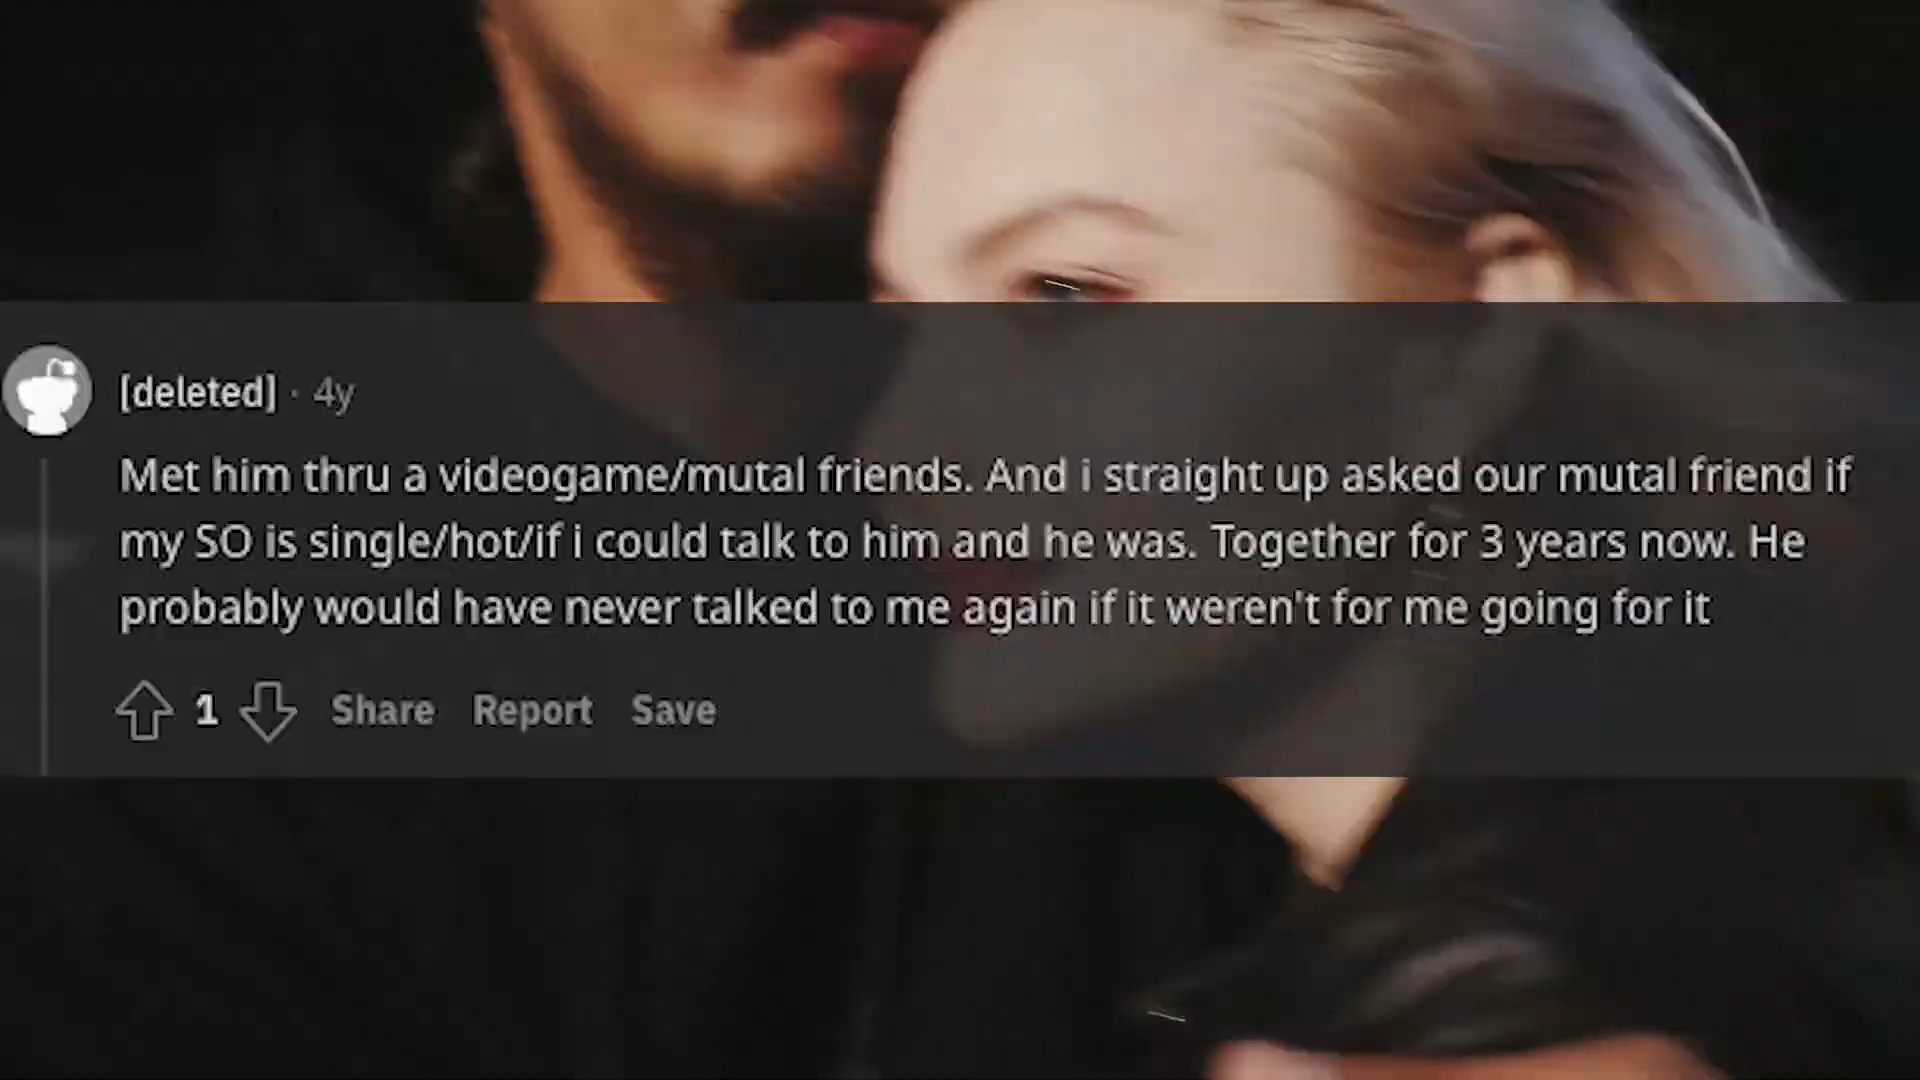 [deleted] · 4y
Met him thru a videogame/mutal friends. And i straight up asked our mutal friend if
my SO is single/hot/if i could talk to him and he was. Together for 3 years now. He
probably would have never talked to me again if it weren't for me going for it
1 Share Report Save